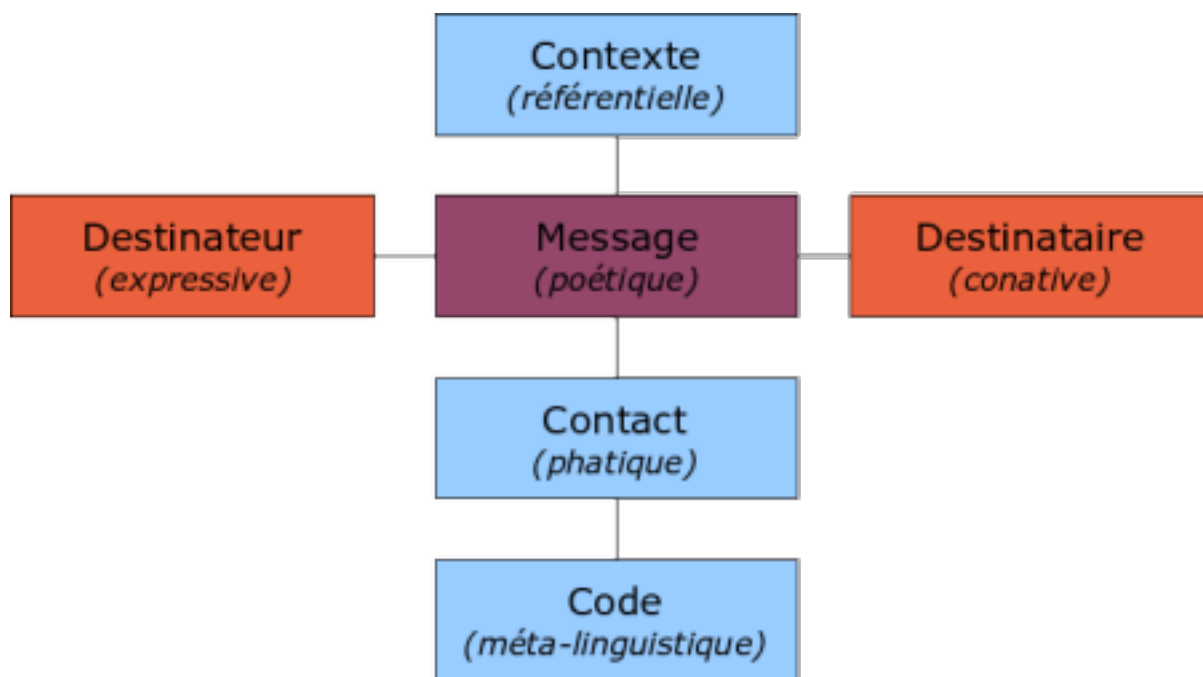 Contexte
(référentielle)
Destinateur
(expressive)
Message
(poétique)
Destinataire
(conative)
Contact
(phatique)
Code
(méta-linguistique)